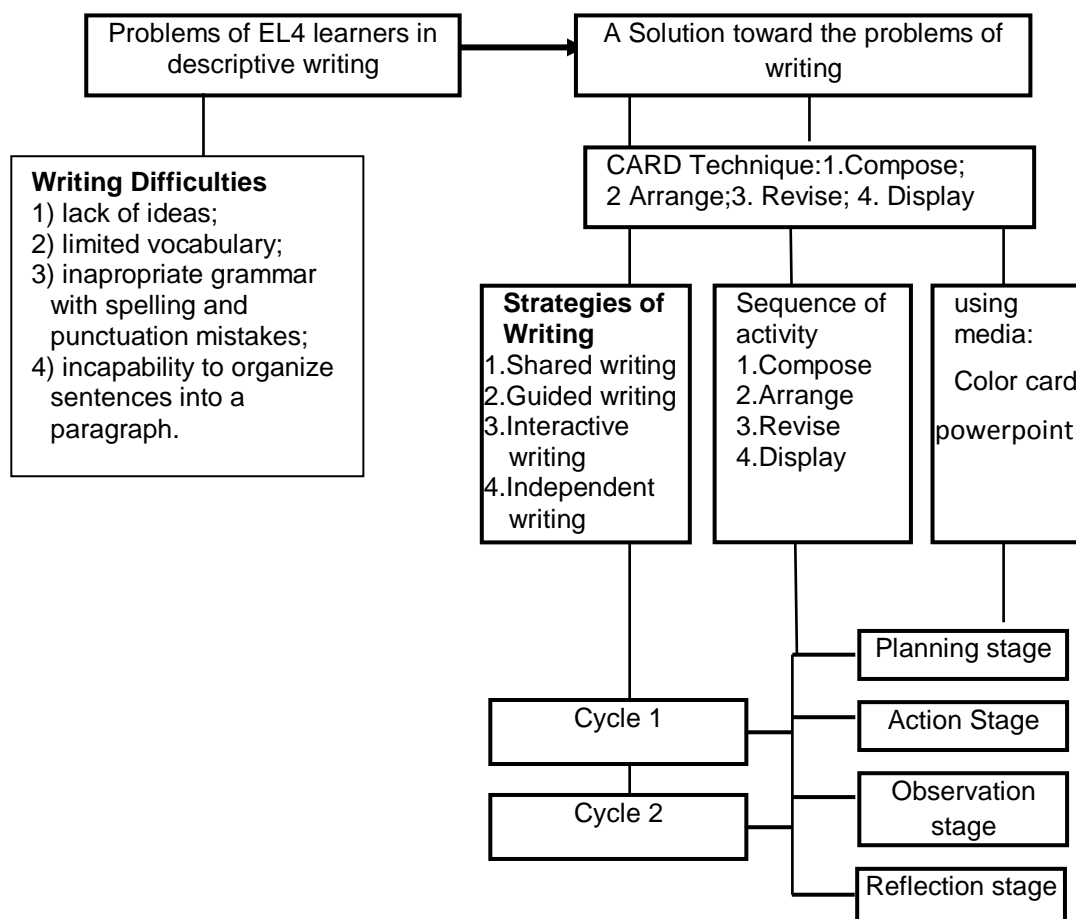 Problems of EL4 learners in
descriptive writing
A Solution toward the problems of
writing
Writing Difficulties
1) lack of ideas;
2) limited vocabulary;
3) inapropriate grammar
with spelling and
punctuation mistakes;
4) incapability to organize
sentences into a
paragraph.
CARD Technique:1.Compose;
2 Arrange;3. Revise; 4. Display
Strategies of
Writing
1.Shared writing
2.Guided writing
3.Interactive
writing
4.Independent
writing
Sequence of
activity
1.Compose
2.Arrange
3.Revise
4.Display
using
media:
Color card
powerpoint
Cycle 1
Cycle 2
Planning stage
Action Stage
Observation
stage
Reflection stage